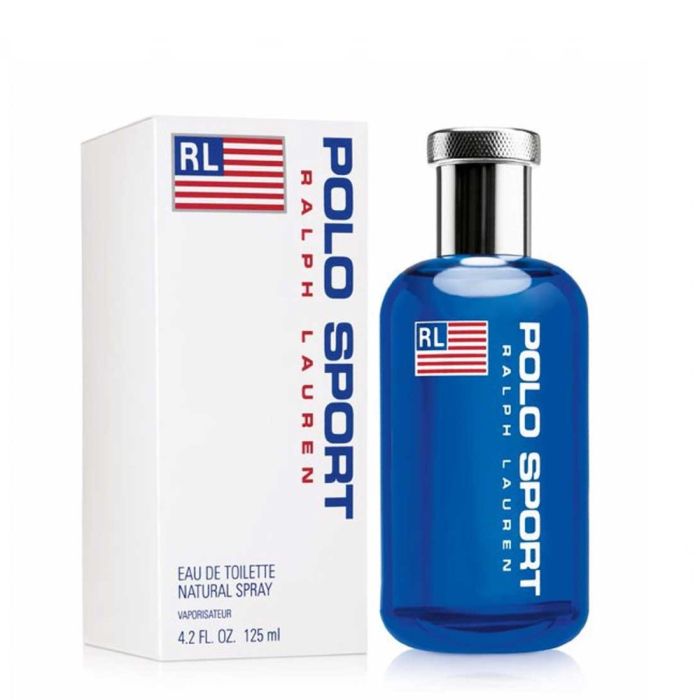 RL
POLO SPORT
RALPH LAUREN
EAU DE TOILETTE
NATURAL SPRAY
VAPORISATEUR
4.2 FL. OZ. 125 ml
RL
POLO SPORT
RALPH LAUREN